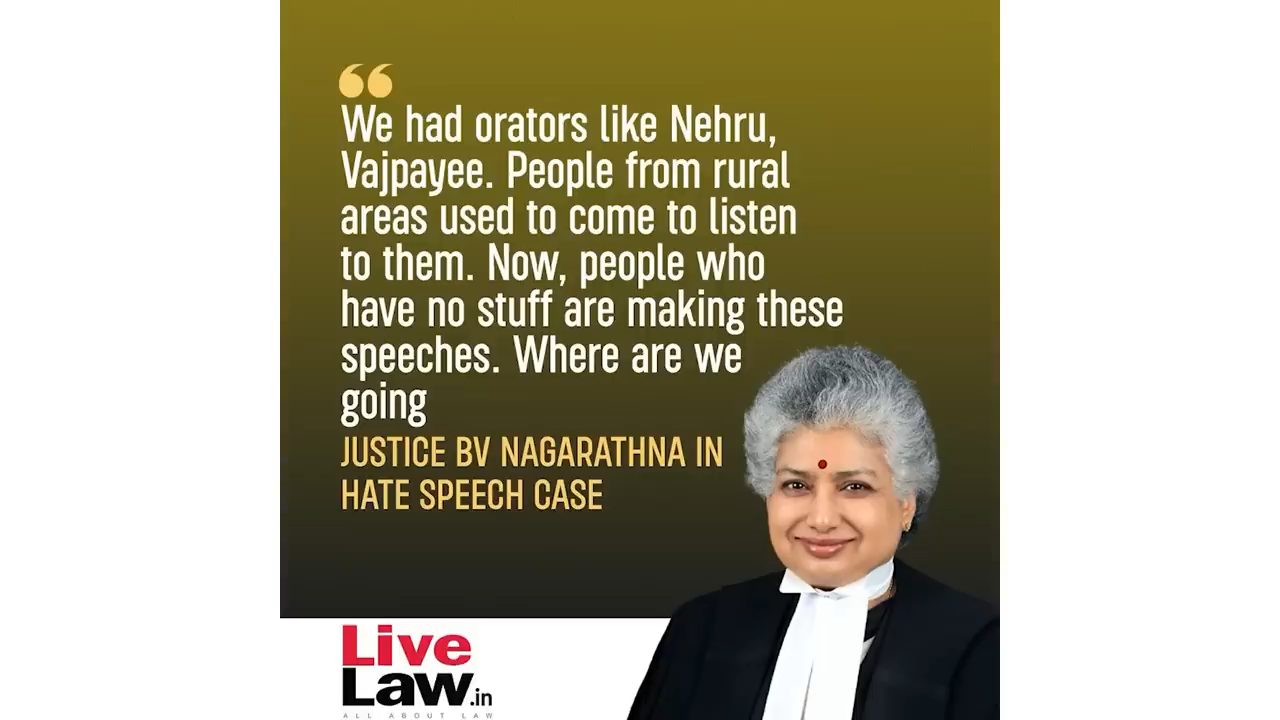 “
We had orators like Nehru,
Vajpayee. People from rural
areas used to come to listen
to them. Now, people who
have no stuff are making these
speeches. Where are we
going
JUSTICE BV NAGARATHNA IN
HATE SPEECH CASE
Live
Law.in
ALL ABOUT LAW